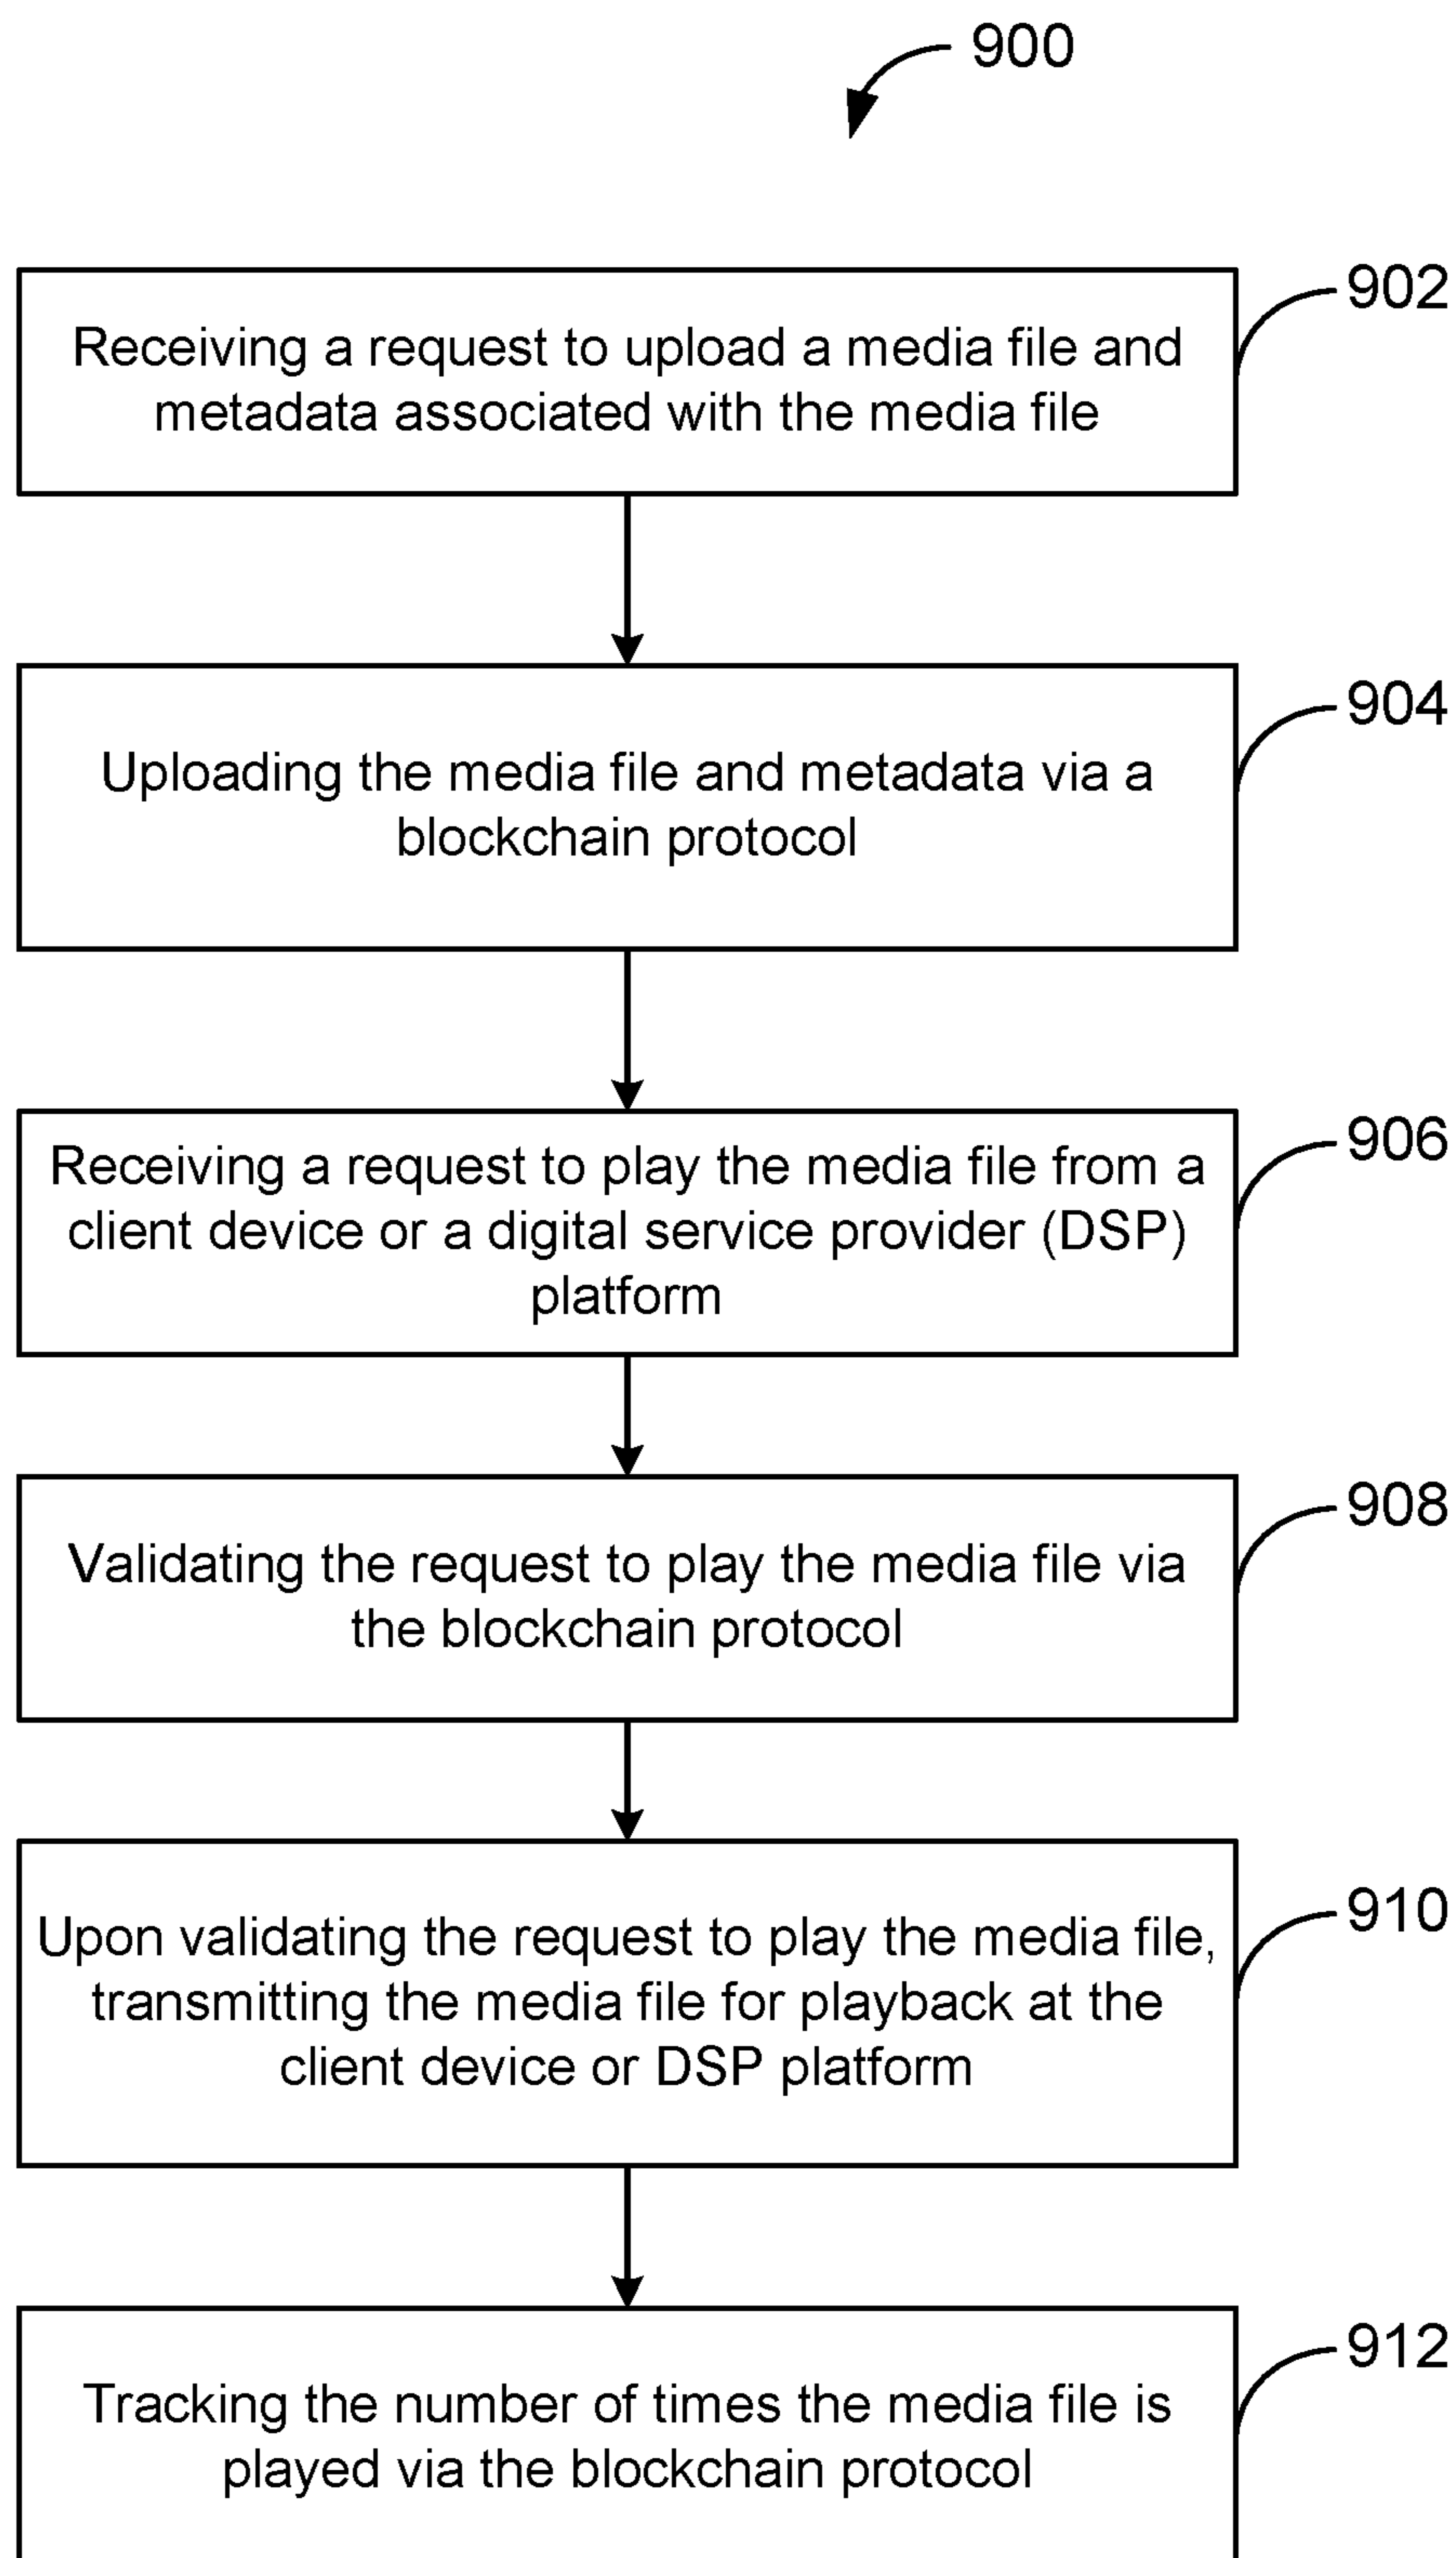 900
902
Receiving a request to upload a media file and
metadata associated with the media file
904
Uploading the media file and metadata via a
blockchain protocol
906
Receiving a request to play the media file from a
client device or a digital service provider (DSP)
platform
908
Validating the request to play the media file via
the blockchain protocol
910
Upon validating the request to play the media file,
transmitting the media file for playback at the
client device or DSP platform
912
Tracking the number of times the media file is
played via the blockchain protocol